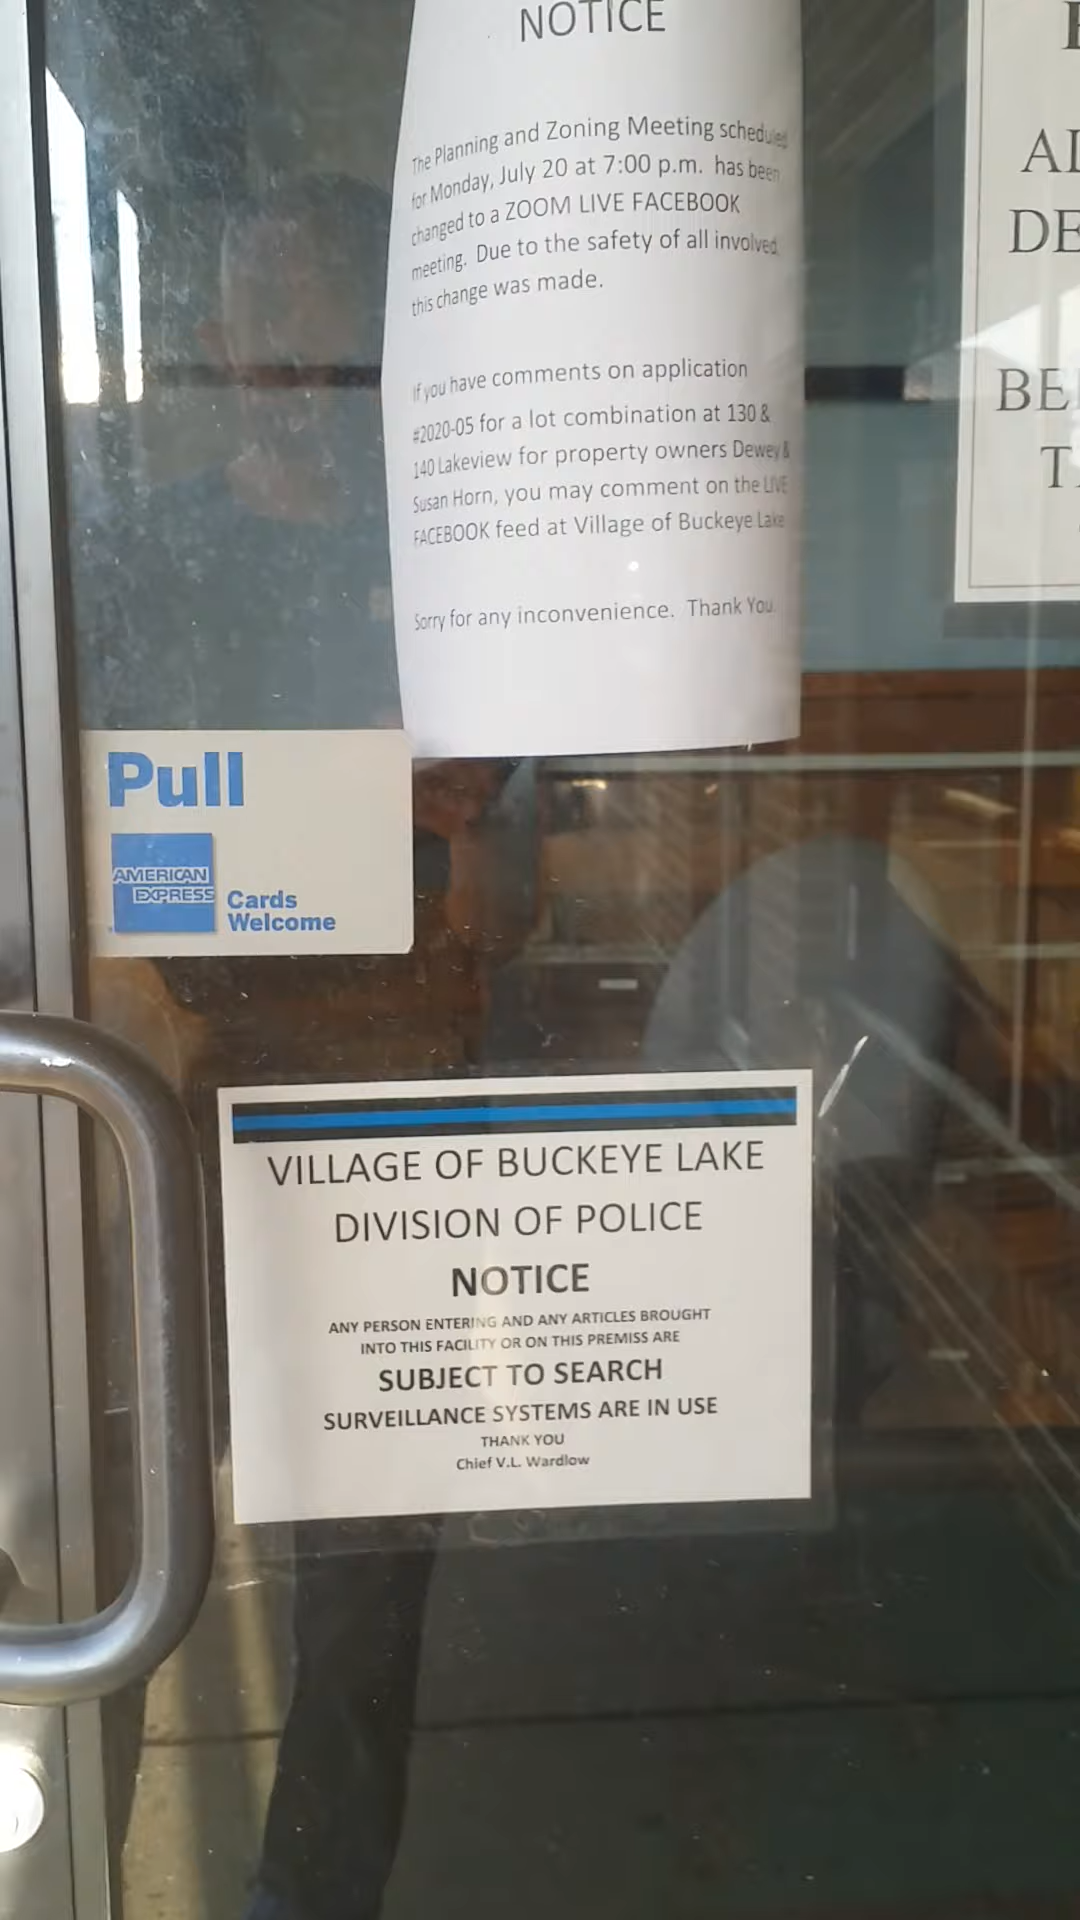 NOTICE
The Planning and Zoning Meeting scheduled
for Monday, July 20 at 7:00 p.m. has been
changed to a ZOOM LIVE FACEBOOK
meeting. Due to the safety of all involved
this change was made.
If you have comments on application
#2020-05 for a lot combination at 130 &
140 Lakeview for property owners Dewey &
Susan Horn, you may comment on the LIVE
FACEBOOK feed at Village of Buckeye Lake
Sorry for any inconvenience. Thank You.
AL
DE
BE
T
Pull
AMERICAN
EXPRESS
Cards
Welcome
VILLAGE OF BUCKEYE LAKE
DIVISION OF POLICE
NOTICE
ANY PERSON ENTERING AND ANY ARTICLES BROUGHT
INTO THIS FACILITY OR ON THIS PREMISS ARE
SUBJECT TO SEARCH
SURVEILLANCE SYSTEMS ARE IN USE
THANK YOU
Chief V.L. Wardlow